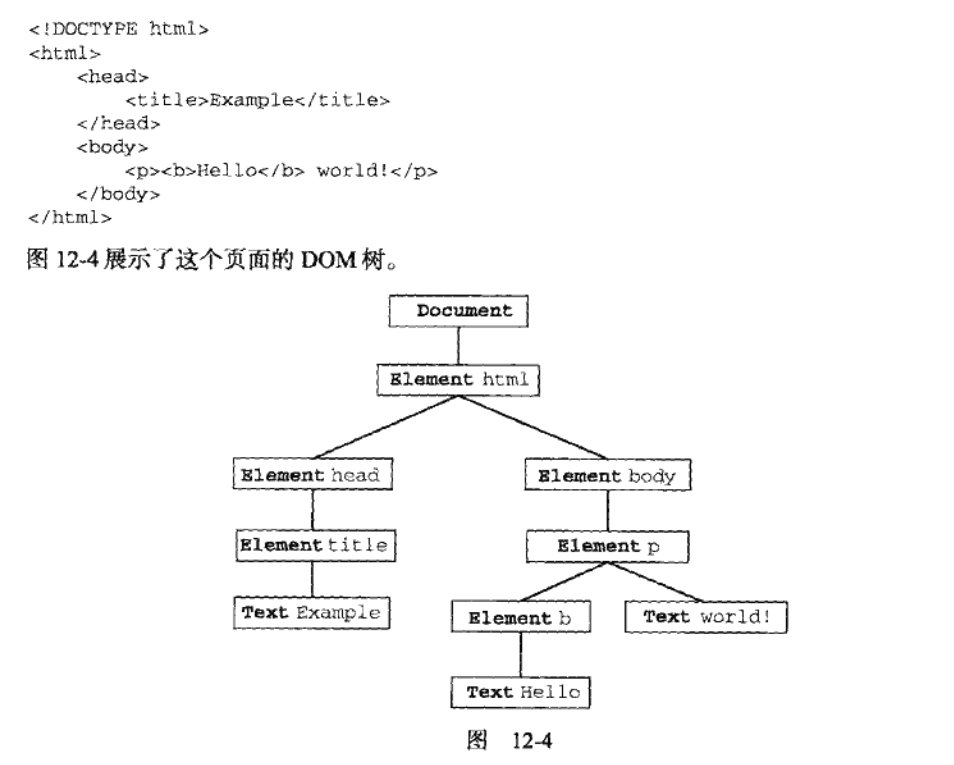 <!DOCTYPE html>
<html>
    <head>
        <title>Example</title>
    </head>
    <body>
        <p><b>Hello</b> world!</p>
    </body>
</html>
图 12-4 展示了这个页面的 DOM 树。
Document
Element html
Element head
Element body
Element title
Element p
Text Example
Element b
Text world!
Text Hello
图 12-4